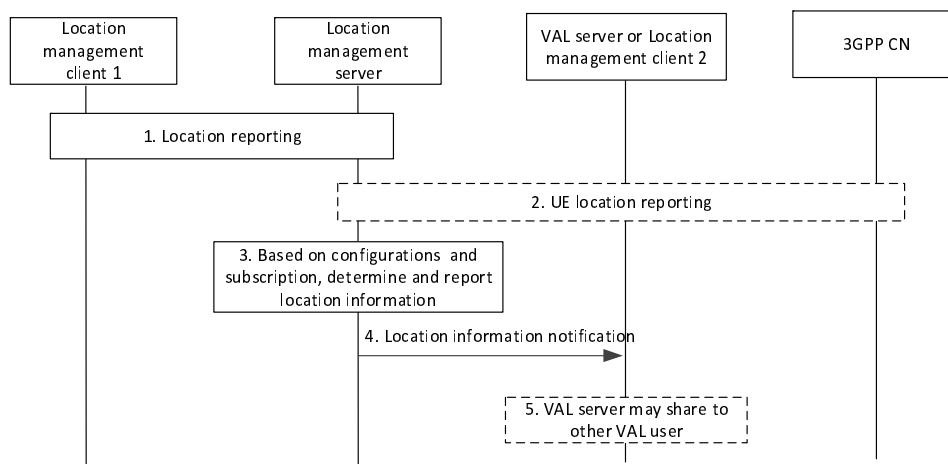 Location
management
client 1
Location
management
server
VAL server or Location
management client 2
3GPP CN
1. Location reporting
2. UE location reporting
3. Based on configurations and
subscription, determine and report
location information
4. Location information notification
5. VAL server may share to
other VAL user